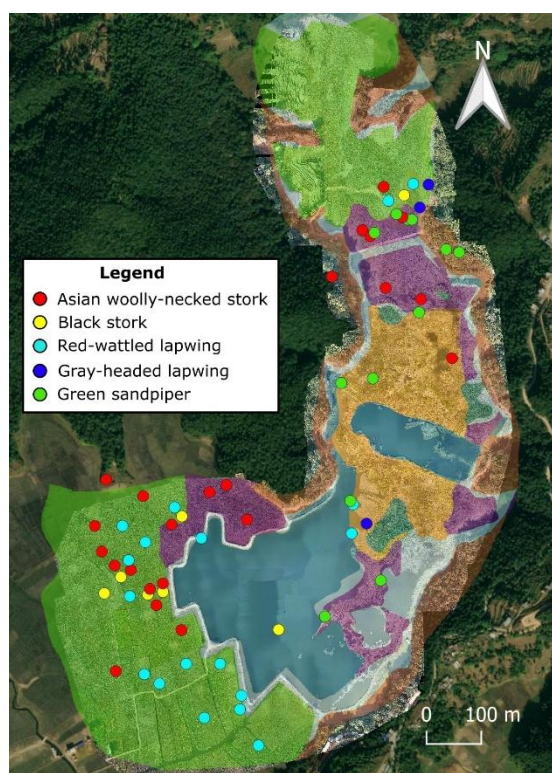 N
Legend
Asian woolly-necked stork
Black stork
Red-wattled lapwing
Gray-headed lapwing
Green sandpiper
0 100 m